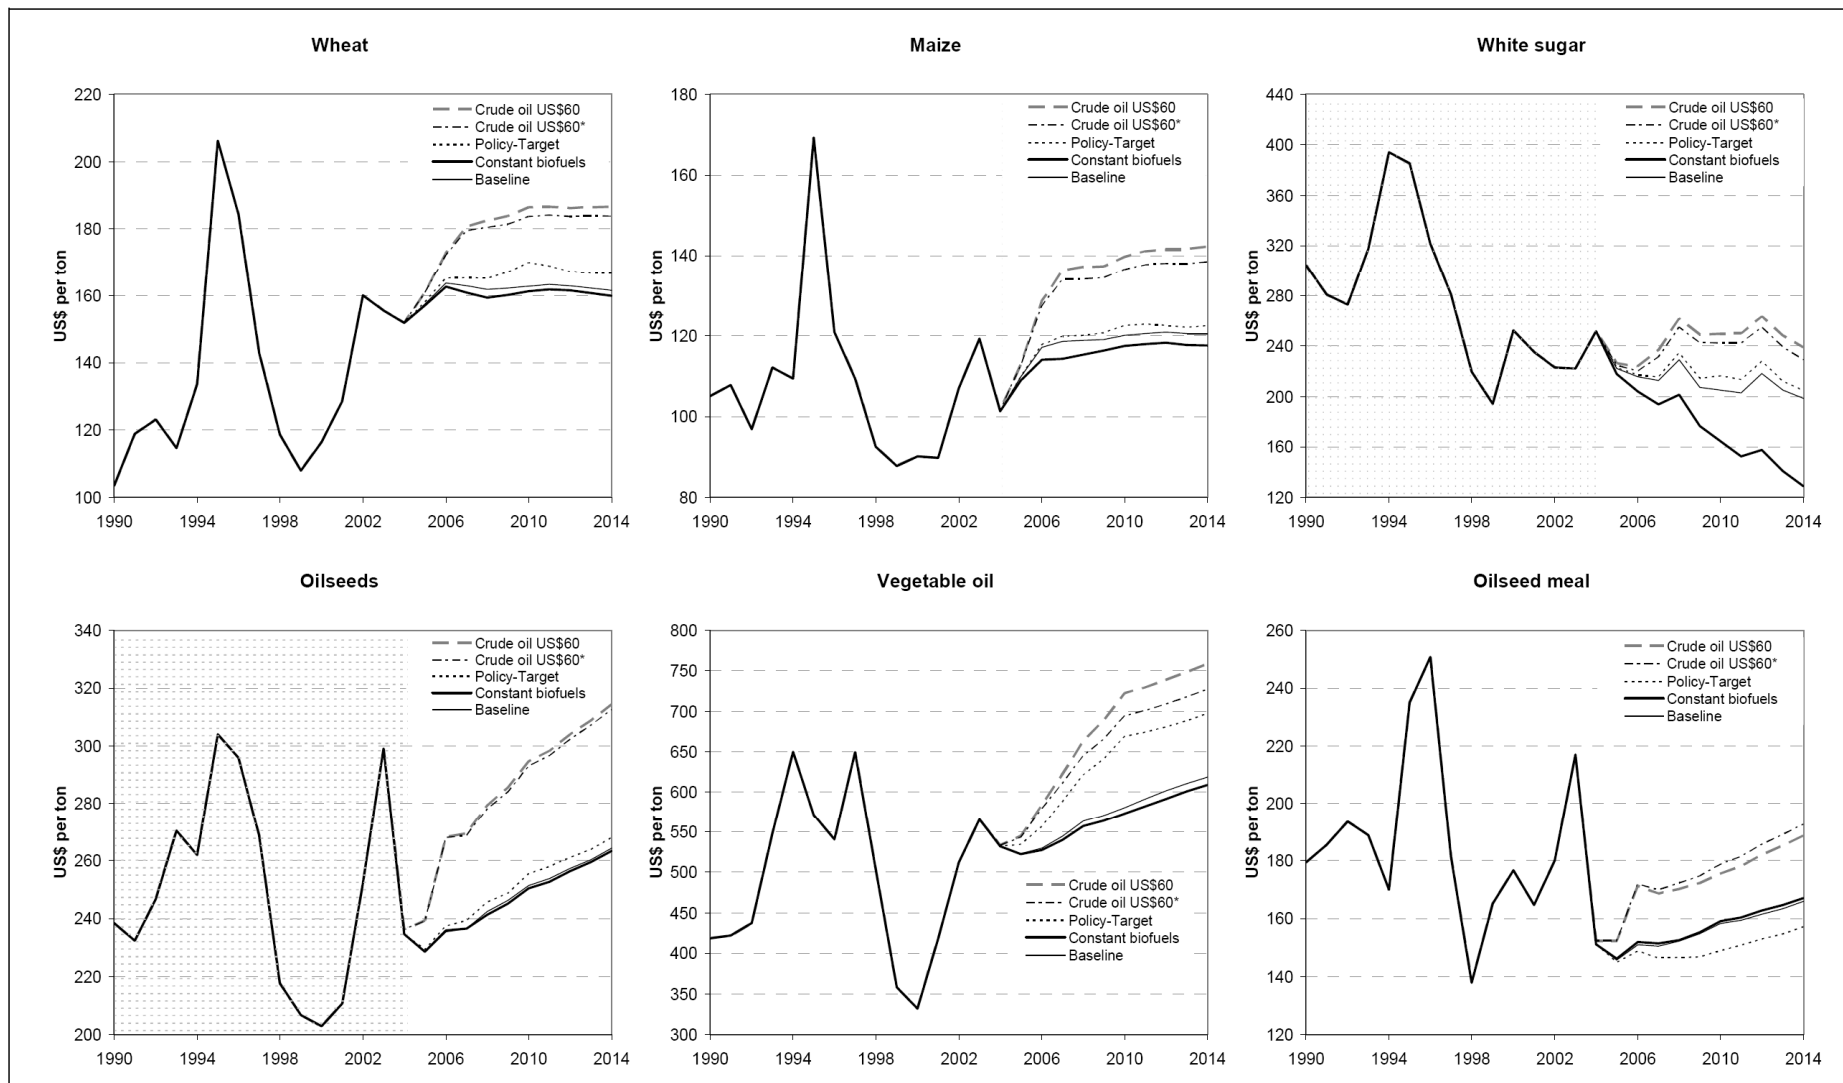 Wheat
US$ per ton
220
200
180
160
140
120
100
1990 1994 1998 2002 2006 2010 2014
Crude oil US$60
Crude oil US$60*
Policy-Target
Constant biofuels
Baseline
Maize
US$ per ton
180
160
140
120
100
80
1990 1994 1998 2002 2006 2010 2014
Crude oil US$60
Crude oil US$60*
Policy-Target
Constant biofuels
Baseline
White sugar
US$ per ton
440
400
360
320
280
240
200
160
120
1990 1994 1998 2002 2006 2010 2014
Crude oil US$60
Crude oil US$60*
Policy-Target
Constant biofuels
Baseline
Oilseeds
US$ per ton
340
320
300
280
260
240
220
200
1990 1994 1998 2002 2006 2010 2014
Crude oil US$60
Crude oil US$60*
Policy-Target
Constant biofuels
Baseline
Vegetable oil
US$ per ton
800
750
700
650
600
550
500
450
400
350
300
1990 1994 1998 2002 2006 2010 2014
Crude oil US$60
Crude oil US$60*
Policy-Target
Constant biofuels
Baseline
Oilseed meal
US$ per ton
260
240
220
200
180
160
140
120
1990 1994 1998 2002 2006 2010 2014
Crude oil US$60
Crude oil US$60*
Policy-Target
Constant biofuels
Baseline